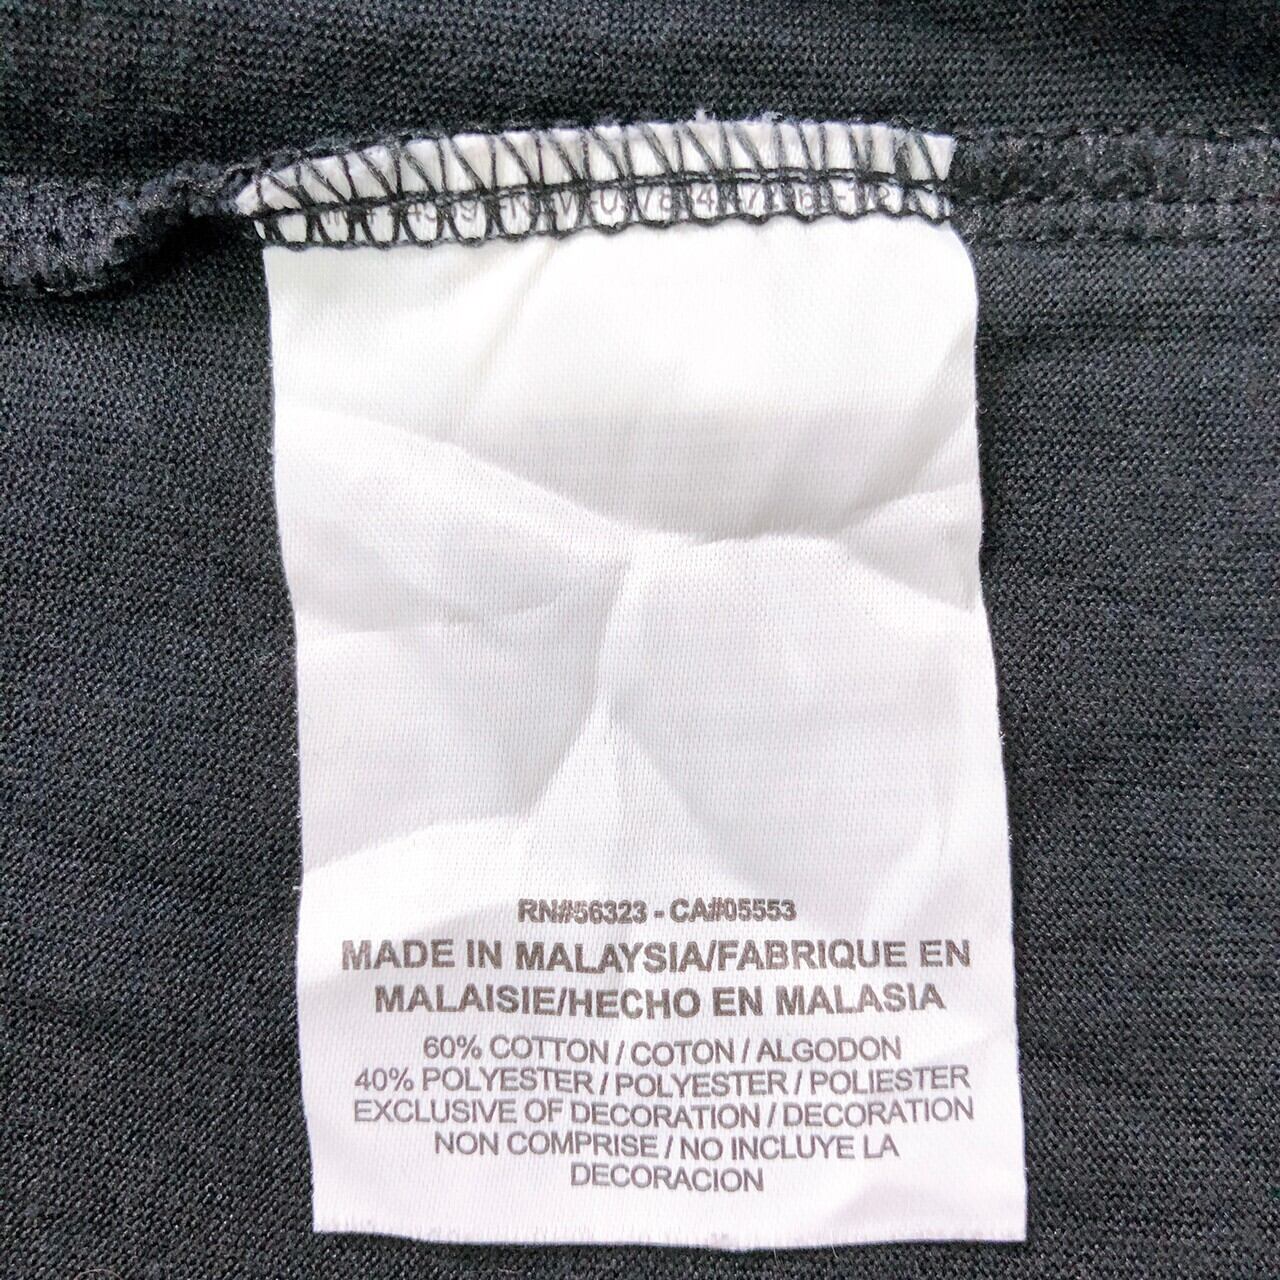 RN#56323 - CA#05553
MADE IN MALAYSIA/FABRIQUE EN
MALAISIE/HECHO EN MALASIA
60% COTTON / COTON / ALGODON
40% POLYESTER / POLYESTER / POLIESTER
EXCLUSIVE OF DECORATION / DECORATION
NON COMPRISE / NO INCLUYE LA
DECORACION